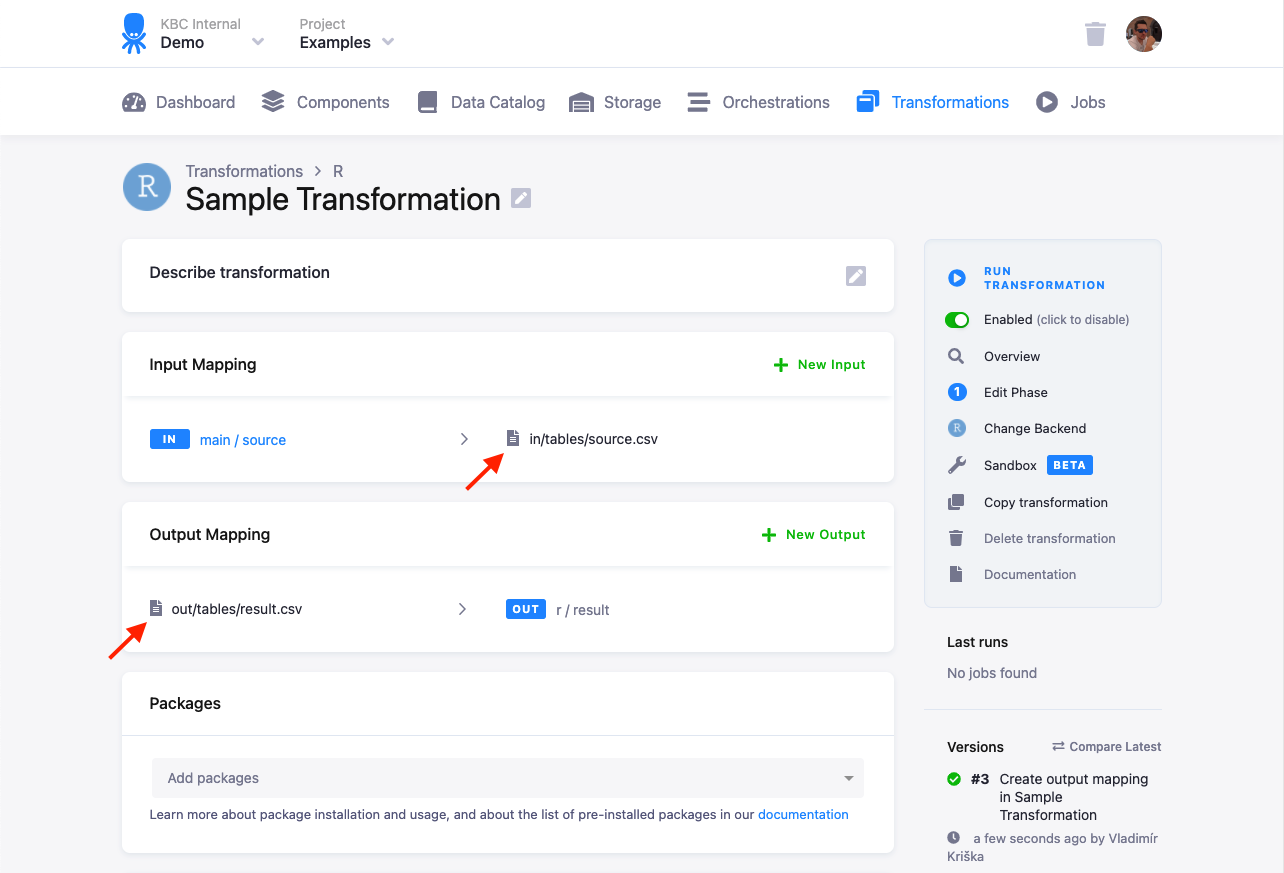 KBC Internal
Demo
Project
Examples
Dashboard
Components
Data Catalog
Storage
Orchestrations
Transformations
Jobs
R
Transformations > R
Sample Transformation
Describe transformation
Input Mapping
New Input
IN main / source > in/tables/source.csv
Output Mapping
New Output
out/tables/result.csv > OUT r / result
Packages
Add packages
Learn more about package installation and usage, and about the list of pre-installed packages in our documentation
RUN
TRANSFORMATION
Enabled (click to disable)
Overview
1 Edit Phase
R Change Backend
Sandbox BETA
Copy transformation
Delete transformation
Documentation
Last runs
No jobs found
Versions
Compare Latest
#3 Create output mapping
in Sample
Transformation
a few seconds ago by Vladimír
Kriška